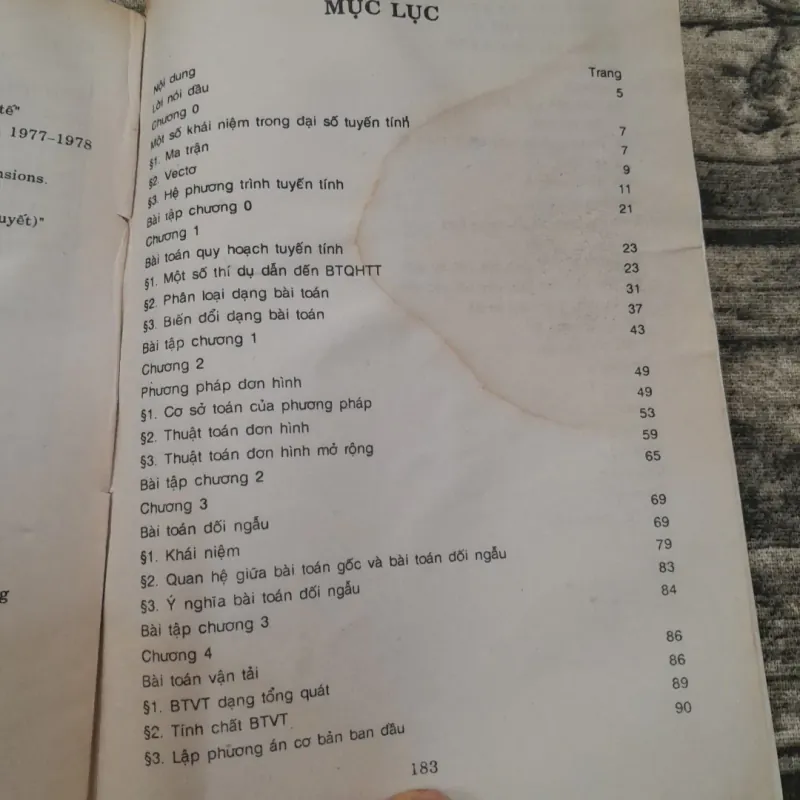 tế"
1977-1978
nsions.
uyết)"
g
MỤC LỤC
Nội dung Trang
Lời nói đầu 5
Chương 0
Một số khái niệm trong đại số tuyến tính 7
§1. Ma trận 7
§2. Vectơ 9
§3. Hệ phương trình tuyến tính 11
Bài tập chương 0 21
Chương 1
Bài toán quy hoạch tuyến tính 23
§1. Một số thí dụ dẫn đến BTQHTT 23
§2. Phân loại dạng bài toán 31
§3. Biến đổi dạng bài toán 37
Bài tập chương 1 43
Chương 2
Phương pháp đơn hình 49
§1. Cơ sở toán của phương pháp 49
§2. Thuật toán đơn hình 53
§3. Thuật toán đơn hình mở rộng 59
Bài tập chương 2 65
Chương 3
Bài toán đối ngẫu 69
§1. Khái niệm 69
§2. Quan hệ giữa bài toán gốc và bài toán đối ngẫu 79
§3. Ý nghĩa bài toán đối ngẫu 83
Bài tập chương 3 84
Chương 4
Bài toán vận tải 86
§1. BTVT dạng tổng quát 86
§2. Tính chất BTVT 89
§3. Lập phương án cơ bản ban đầu 90
183